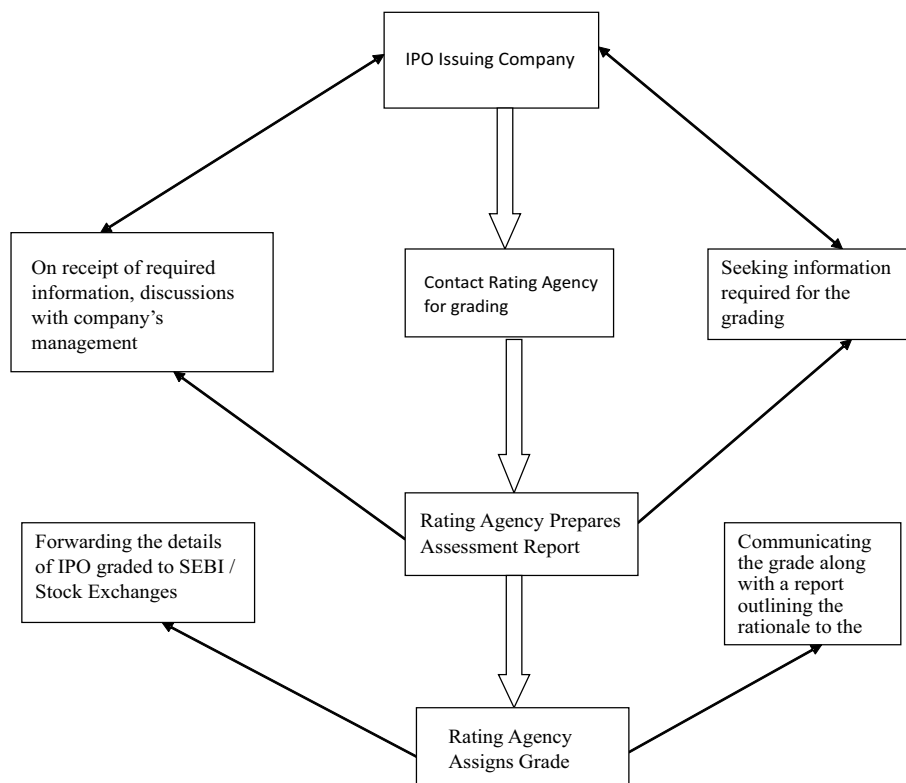 IPO Issuing Company
On receipt of required
information, discussions
with company's
management
Contact Rating Agency
for grading
Seeking information
required for the
grading
Rating Agency Prepares
Assessment Report
Forwarding the details
of IPO graded to SEBI /
Stock Exchanges
Communicating
the grade along
with a report
outlining the
rationale to the
Rating Agency
Assigns Grade